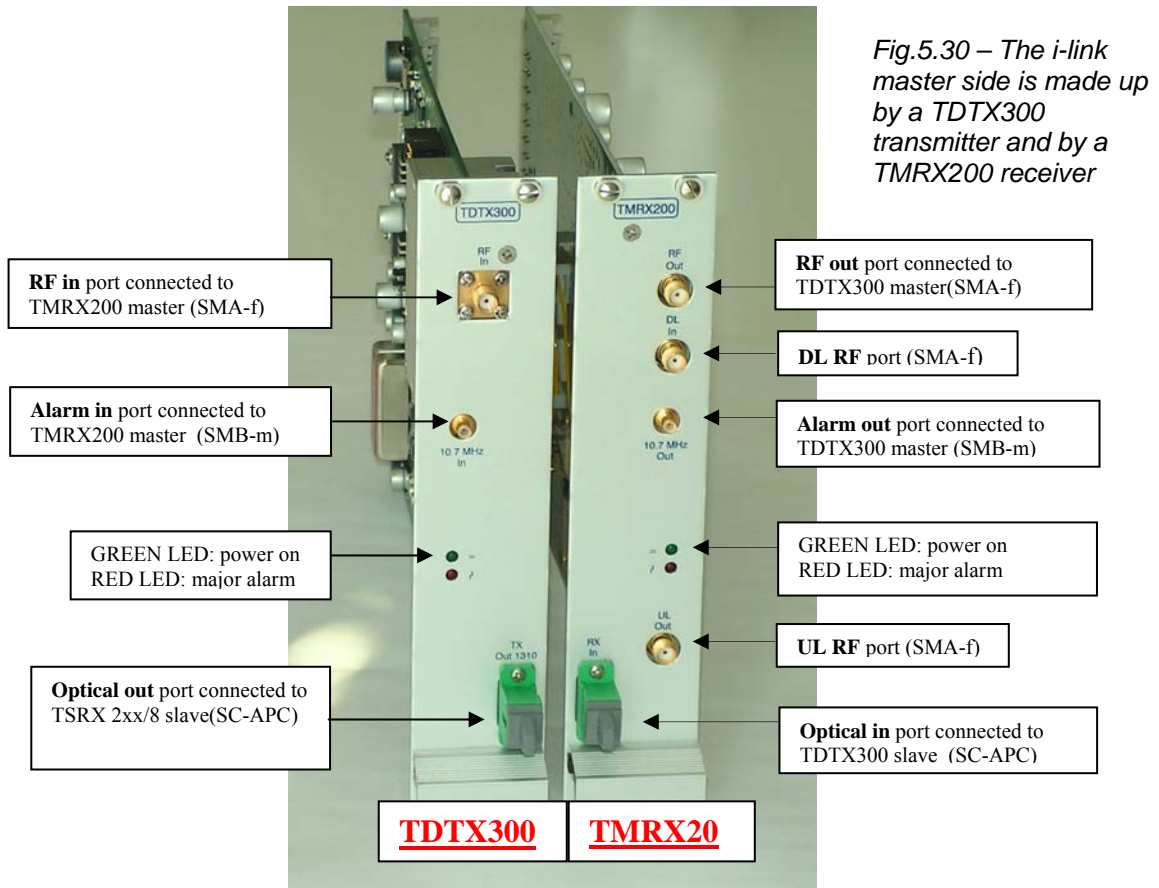 Fig.5.30 – The i-link
master side is made up
by a TDTX300
transmitter and by a
TMRX200 receiver
TDTX300
TMRX200
RF
In
RF
Out
RF in port connected to
TMRX200 master (SMA-f)
RF out port connected to
TDTX300 master(SMA-f)
DL
In
DL RF port (SMA-f)
Alarm in port connected to
TMRX200 master (SMB-m)
10.7 MHz
In
10.7 MHz
Out
Alarm out port connected to
TDTX300 master (SMB-m)
GREEN LED: power on
RED LED: major alarm
GREEN LED: power on
RED LED: major alarm
UL
Out
UL RF port (SMA-f)
TX
Out 1310
RX
In
Optical out port connected to
TSRX 2xx/8 slave(SC-APC)
Optical in port connected to
TDTX300 slave (SC-APC)
TDTX300
TMRX20